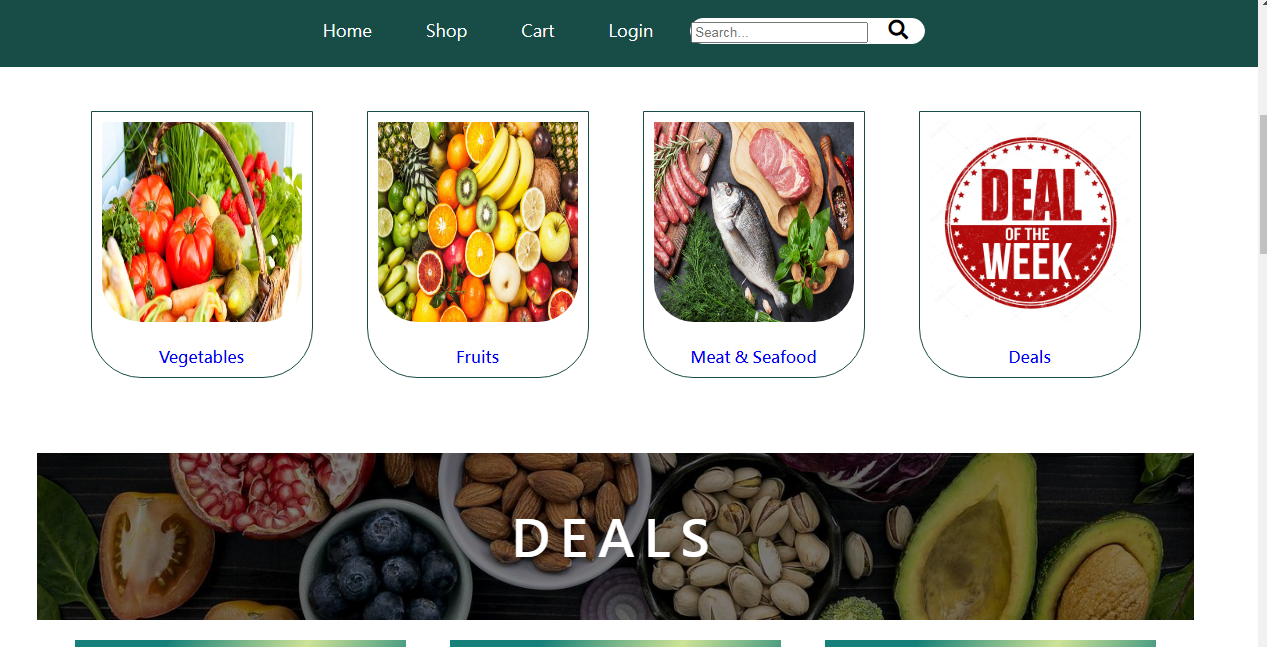 Home Shop Cart Login Search...
DEAL
OF THE
WEEK
Vegetables Fruits Meat & Seafood Deals
DEALS